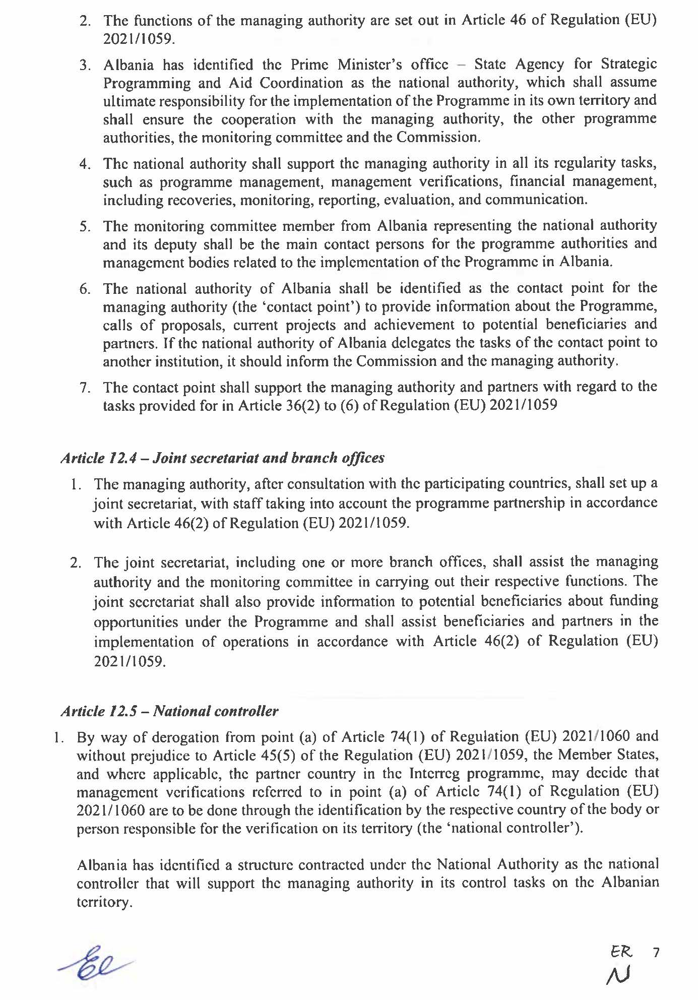 2. The functions of the managing authority are set out in Article 46 of Regulation (EU)
2021/1059.
3. Albania has identified the Prime Minister's office – State Agency for Strategic
Programming and Aid Coordination as the national authority, which shall assume
ultimate responsibility for the implementation of the Programme in its own territory and
shall ensure the cooperation with the managing authority, the other programme
authorities, the monitoring committee and the Commission.
4. The national authority shall support the managing authority in all its regularity tasks,
such as programme management, management verifications, financial management,
including recoveries, monitoring, reporting, evaluation, and communication.
5. The monitoring committee member from Albania representing the national authority
and its deputy shall be the main contact persons for the programme authorities and
management bodies related to the implementation of the Programme in Albania.
6. The national authority of Albania shall be identified as the contact point for the
managing authority (the 'contact point') to provide information about the Programme,
calls of proposals, current projects and achievement to potential beneficiaries and
partners. If the national authority of Albania delegates the tasks of the contact point to
another institution, it should inform the Commission and the managing authority.
7. The contact point shall support the managing authority and partners with regard to the
tasks provided for in Article 36(2) to (6) of Regulation (EU) 2021/1059
Article 12.4 – Joint secretariat and branch offices
1. The managing authority, after consultation with the participating countries, shall set up a
joint secretariat, with staff taking into account the programme partnership in accordance
with Article 46(2) of Regulation (EU) 2021/1059.
2. The joint secretariat, including one or more branch offices, shall assist the managing
authority and the monitoring committee in carrying out their respective functions. The
joint secretariat shall also provide information to potential beneficiaries about funding
opportunities under the Programme and shall assist beneficiaries and partners in the
implementation of operations in accordance with Article 46(2) of Regulation (EU)
2021/1059.
Article 12.5 – National controller
1. By way of derogation from point (a) of Article 74(1) of Regulation (EU) 2021/1060 and
without prejudice to Article 45(5) of the Regulation (EU) 2021/1059, the Member States,
and where applicable, the partner country in the Interreg programme, may decide that
management verifications referred to in point (a) of Article 74(1) of Regulation (EU)
2021/1060 are to be done through the identification by the respective country of the body or
person responsible for the verification on its territory (the 'national controller').
Albania has identified a structure contracted under the National Authority as the national
controller that will support the managing authority in its control tasks on the Albanian
territory.
ER 7